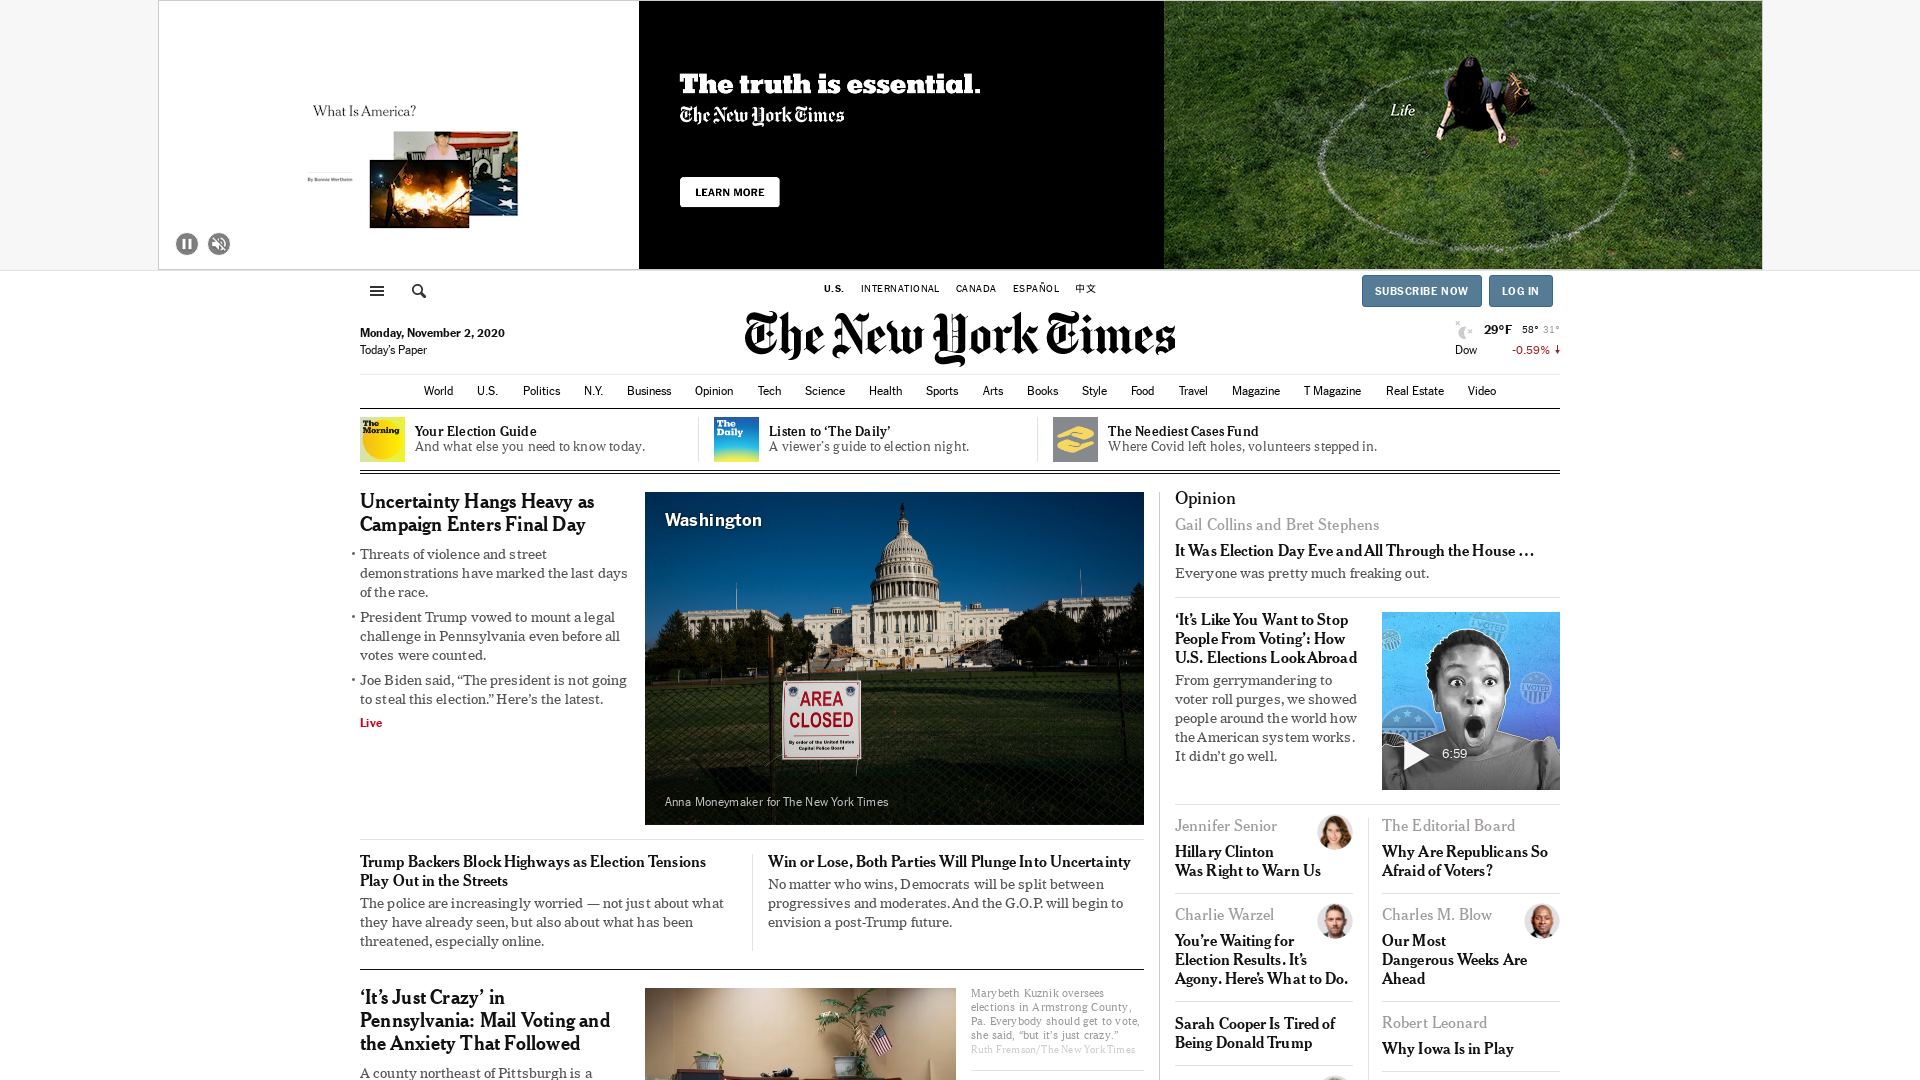 What Is America?
By Bonnie Wertheim
The truth is essential.
The New York Times
LEARN MORE
Life
U.S. INTERNATIONAL CANADA ESPAÑOL 中文
SUBSCRIBE NOW LOG IN
Monday, November 2, 2020
Today's Paper
The New York Times
29°F 58° 31°
Dow -0.59% ↓
World U.S. Politics N.Y. Business Opinion Tech Science Health Sports Arts Books Style Food Travel Magazine T Magazine Real Estate Video
The Morning
Your Election Guide
And what else you need to know today.
The Daily
Listen to ‘The Daily’
A viewer's guide to election night.
The Neediest Cases Fund
Where Covid left holes, volunteers stepped in.
Uncertainty Hangs Heavy as
Campaign Enters Final Day
• Threats of violence and street
demonstrations have marked the last days
of the race.
• President Trump vowed to mount a legal
challenge in Pennsylvania even before all
votes were counted.
• Joe Biden said, “The president is not going
to steal this election.” Here’s the latest.
Live
Washington
AREA
CLOSED
By order of the United States
Capitol Police Board
Anna Moneymaker for The New York Times
Trump Backers Block Highways as Election Tensions
Play Out in the Streets
The police are increasingly worried — not just about what
they have already seen, but also about what has been
threatened, especially online.
Win or Lose, Both Parties Will Plunge Into Uncertainty
No matter who wins, Democrats will be split between
progressives and moderates. And the G.O.P. will begin to
envision a post-Trump future.
‘It’s Just Crazy’ in
Pennsylvania: Mail Voting and
the Anxiety That Followed
A county northeast of Pittsburgh is a
Marybeth Kuznik oversees
elections in Armstrong County,
Pa. Everybody should get to vote,
she said, “but it’s just crazy.”
Ruth Fremson/The New York Times
Opinion
Gail Collins and Bret Stephens
It Was Election Day Eve and All Through the House …
Everyone was pretty much freaking out.
‘It’s Like You Want to Stop
People From Voting’: How
U.S. Elections Look Abroad
From gerrymandering to
voter roll purges, we showed
people around the world how
the American system works.
It didn’t go well.
I VOTED
VOTED
6:59
Jennifer Senior
Hillary Clinton
Was Right to Warn Us
The Editorial Board
Why Are Republicans So
Afraid of Voters?
Charlie Warzel
You’re Waiting for
Election Results. It’s
Agony. Here’s What to Do.
Charles M. Blow
Our Most
Dangerous Weeks Are
Ahead
Sarah Cooper Is Tired of
Being Donald Trump
Robert Leonard
Why Iowa Is in Play